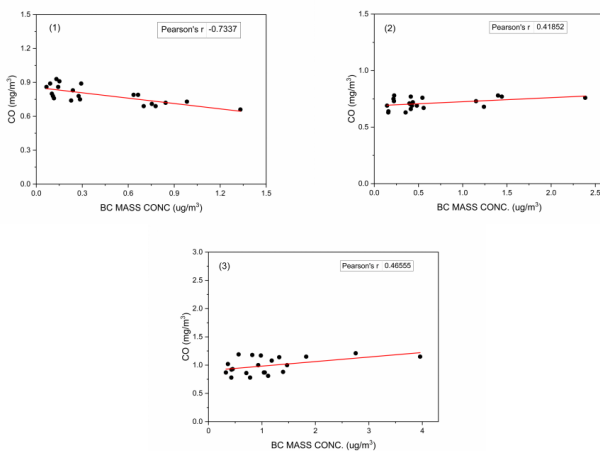 (1)
Pearson's r -0.7337
CO (mg/m³)
1.5
1.2
0.9
0.6
0.3
0.0
0.0 0.3 0.6 0.9 1.2 1.5
BC MASS CONC (ug/m³)
(2)
Pearson's r 0.41852
CO (mg/m³)
1.5
1.2
0.9
0.6
0.3
0.0
0.0 0.5 1.0 1.5 2.0 2.5
BC MASS CONC. (ug/m³)
(3)
Pearson's r 0.46555
CO (mg/m³)
3.0
2.5
2.0
1.5
1.0
0.5
0.0
0 1 2 3 4
BC MASS CONC. (ug/m³)